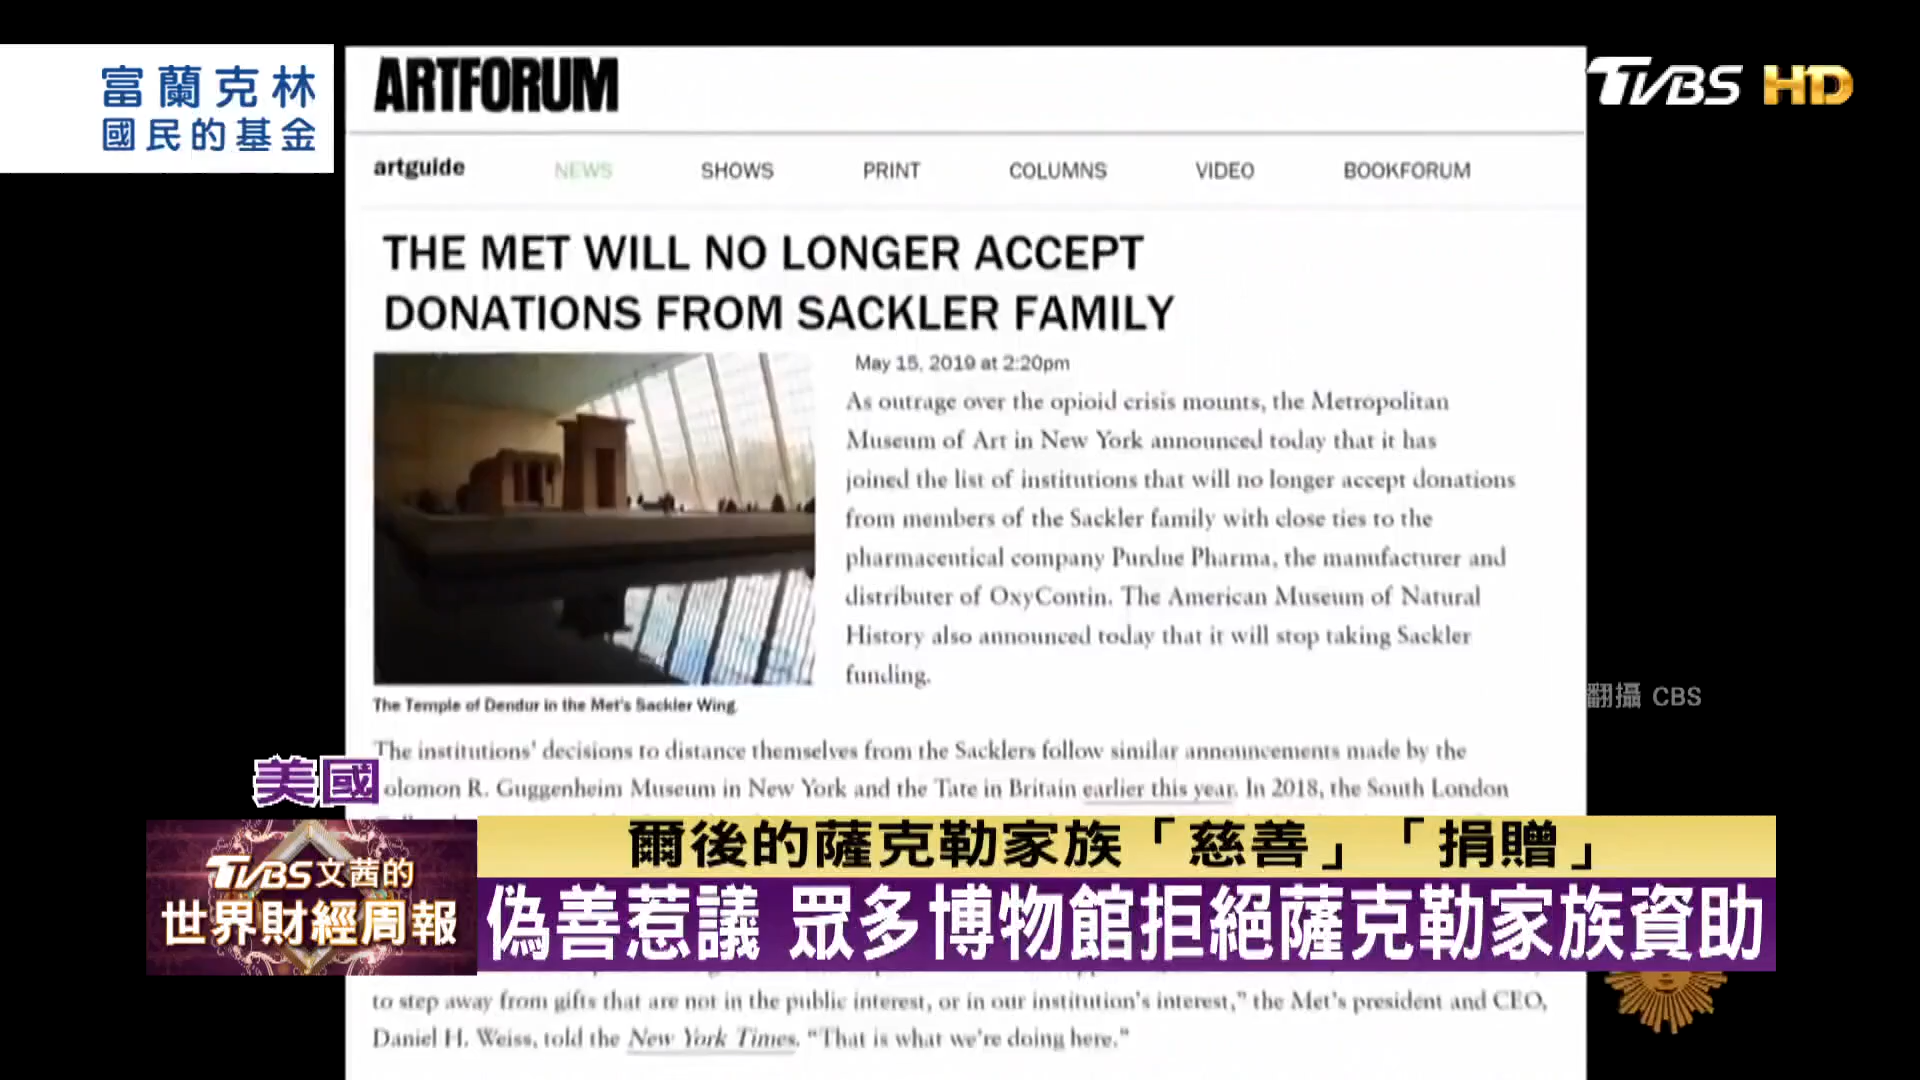 富蘭克林
國民的基金
TVBS HD
ARTFORUM
artguide NEWS SHOWS PRINT COLUMNS VIDEO BOOKFORUM
THE MET WILL NO LONGER ACCEPT
DONATIONS FROM SACKLER FAMILY
May 15, 2019 at 2:20pm
As outrage over the opioid crisis mounts, the Metropolitan
Museum of Art in New York announced today that it has
joined the list of institutions that will no longer accept donations
from members of the Sackler family with close ties to the
pharmaceutical company Purdue Pharma, the manufacturer and
distributer of OxyContin. The American Museum of Natural
History also announced today that it will stop taking Sackler
funding.
The Temple of Dendur in the Met's Sackler Wing.
翻攝 CBS
The institutions' decisions to distance themselves from the Sacklers follow similar announcements made by the
olomon R. Guggenheim Museum in New York and the Tate in Britain earlier this year. In 2018, the South London
美國
爾後的薩克勒家族「慈善」「捐贈」
TVBS文茜的
世界財經周報
偽善惹議 眾多博物館拒絕薩克勒家族資助
to step away from gifts that are not in the public interest, or in our institution's interest," the Met's president and CEO,
Daniel H. Weiss, told the New York Times. "That is what we're doing here."